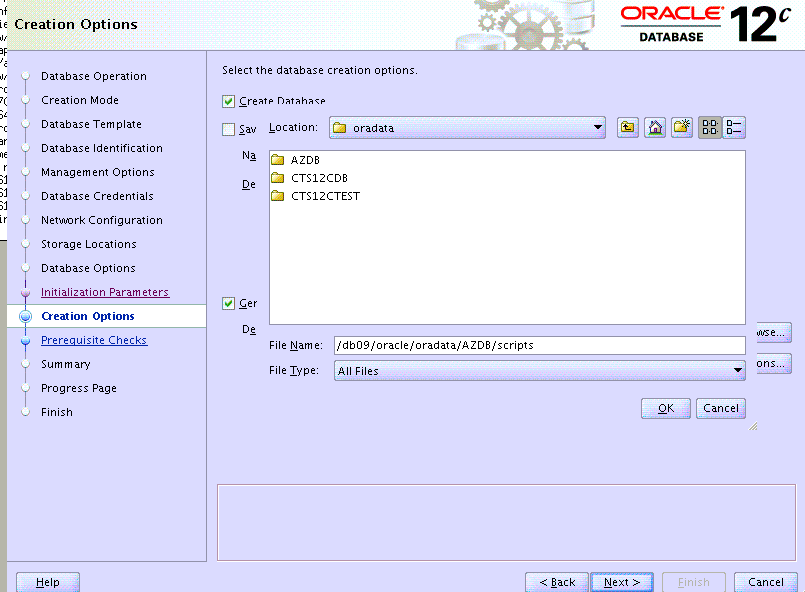 Creation Options
ORACLE
DATABASE
12c
Database Operation
Creation Mode
Database Template
Database Identification
Management Options
Database Credentials
Network Configuration
Storage Locations
Database Options
Initialization Parameters
Creation Options
Prerequisite Checks
Summary
Progress Page
Finish
Select the database creation options.
Create Database
Sav
Location: oradata
Na
De
AZDB
CTS12CDB
CTS12CTEST
Ger
De
File Name: /db09/oracle/oradata/AZDB/scripts
wse...
File Type: All Files
ons...
OK Cancel
Help
< Back Next > Finish Cancel